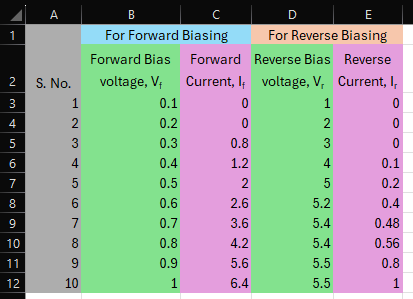 A B C D E
1 For Forward Biasing For Reverse Biasing
Forward Bias Forward Reverse Bias Reverse
2 S. No. voltage, Vf Current, If voltage, Vr Current, Ir
3 1 0.1 0 1 0
4 2 0.2 0 2 0
5 3 0.3 0.8 3 0
6 4 0.4 1.2 4 0.1
7 5 0.5 2 5 0.2
8 6 0.6 2.6 5.2 0.4
9 7 0.7 3.6 5.4 0.48
10 8 0.8 4.2 5.4 0.56
11 9 0.9 5.6 5.5 0.8
12 10 1 6.4 5.5 1